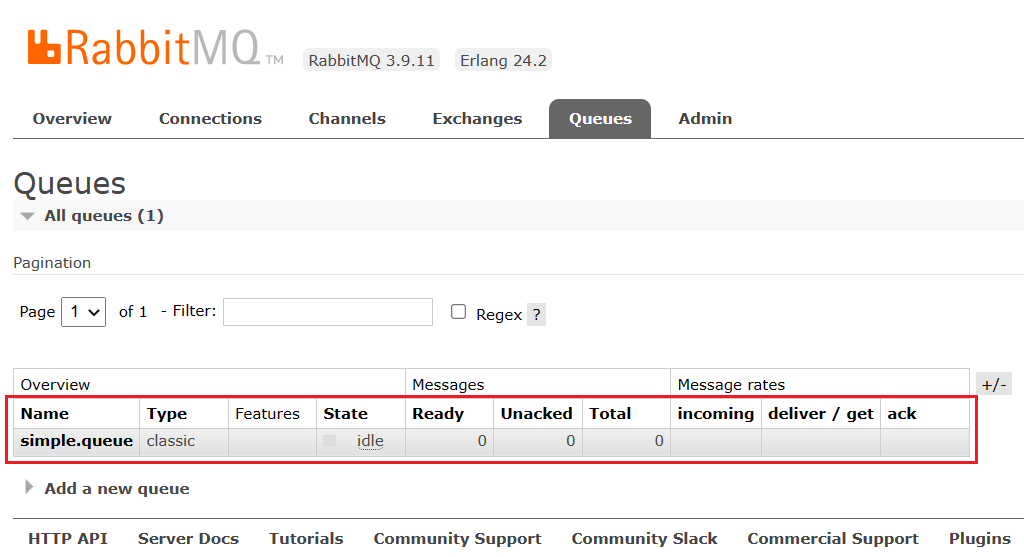 RabbitMQ TM RabbitMQ 3.9.11 Erlang 24.2
Overview Connections Channels Exchanges Queues Admin
Queues
All queues (1)
Pagination
Page 1 of 1 - Filter: Regex ?
Overview Messages Message rates +/-
Name Type Features State Ready Unacked Total incoming deliver / get ack
simple.queue classic idle 0 0 0
Add a new queue
HTTP API Server Docs Tutorials Community Support Community Slack Commercial Support Plugins